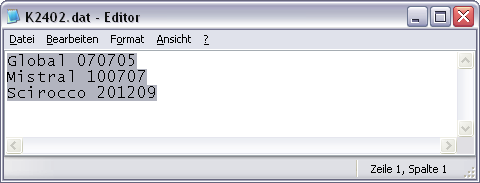 K2402.dat - Editor
Datei Bearbeiten Format Ansicht ?
Global 070705
Mistral 100707
Scirocco 201209
Zeile 1, Spalte 1